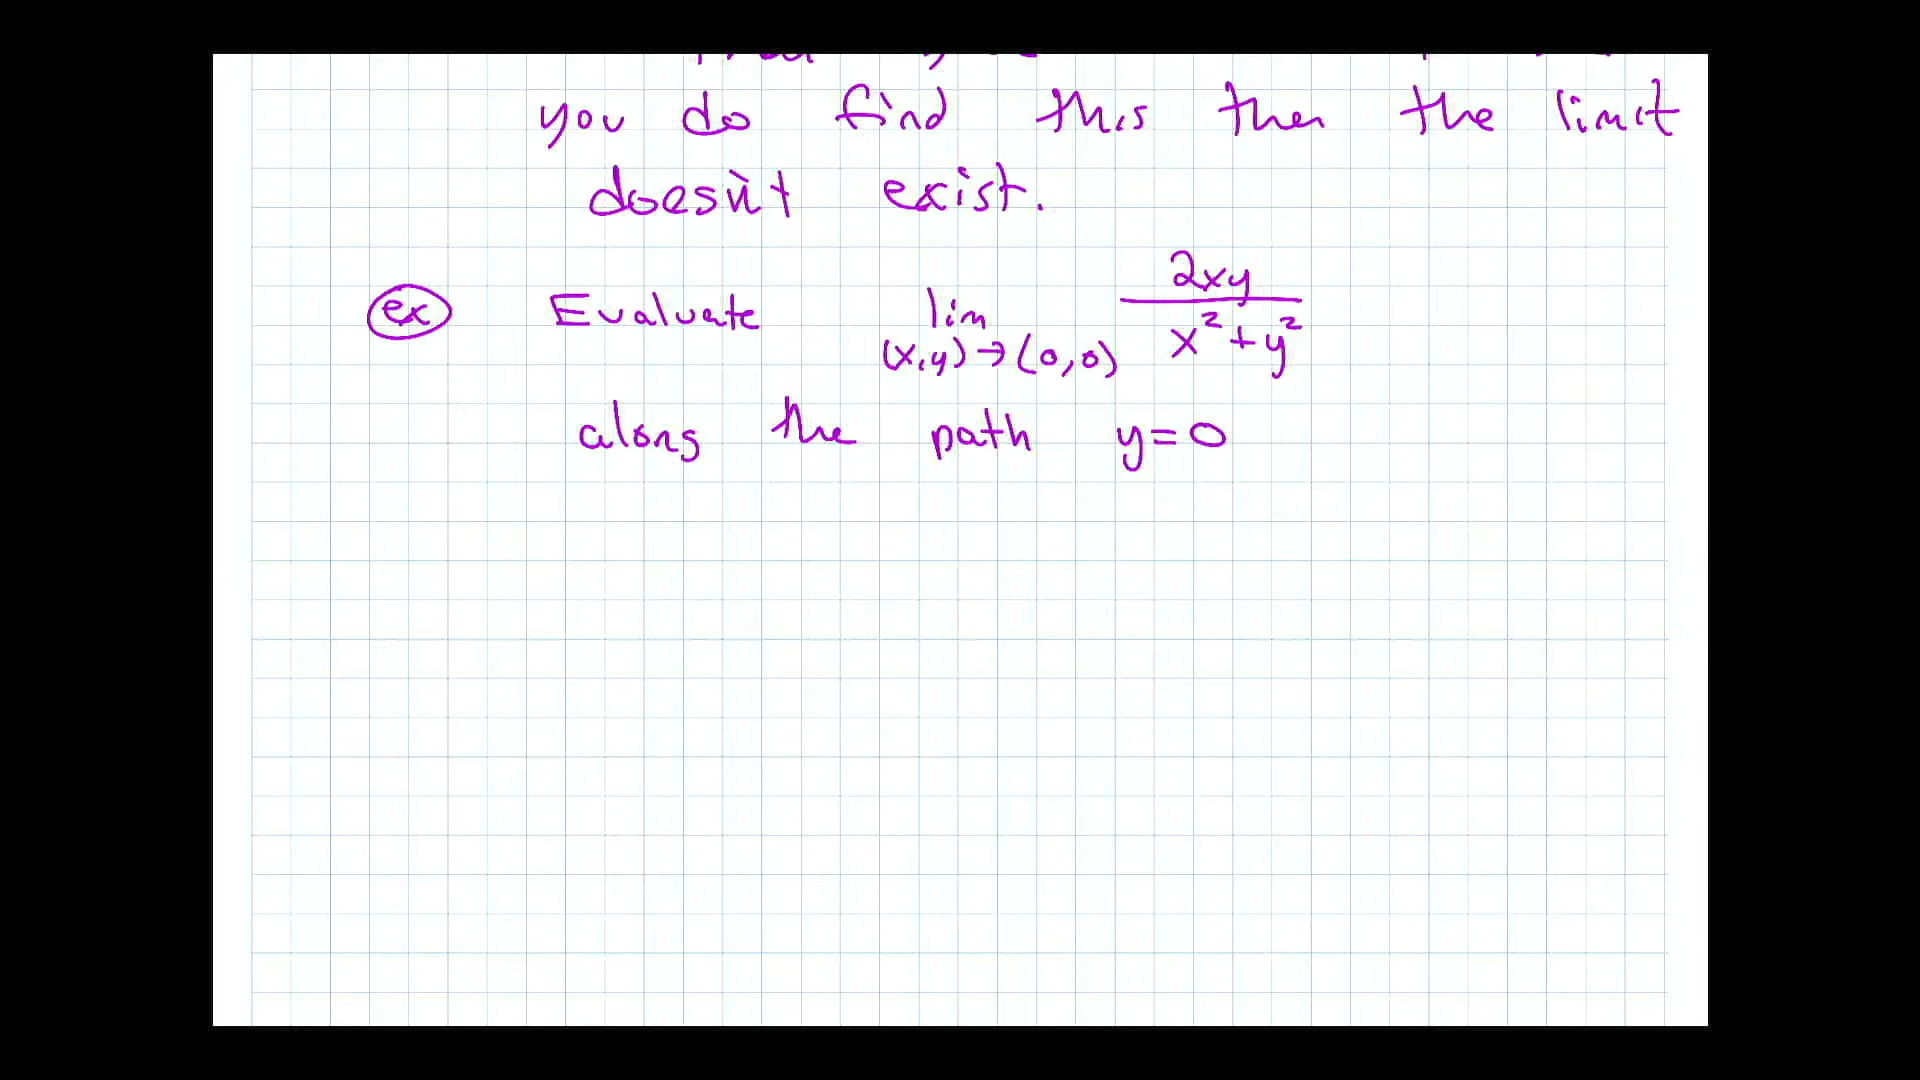 you do find this then the limit
doesn't exist.
ex Evaluate lim (x,y)→(0,0) 2xy / x²+y²
along the path y=0